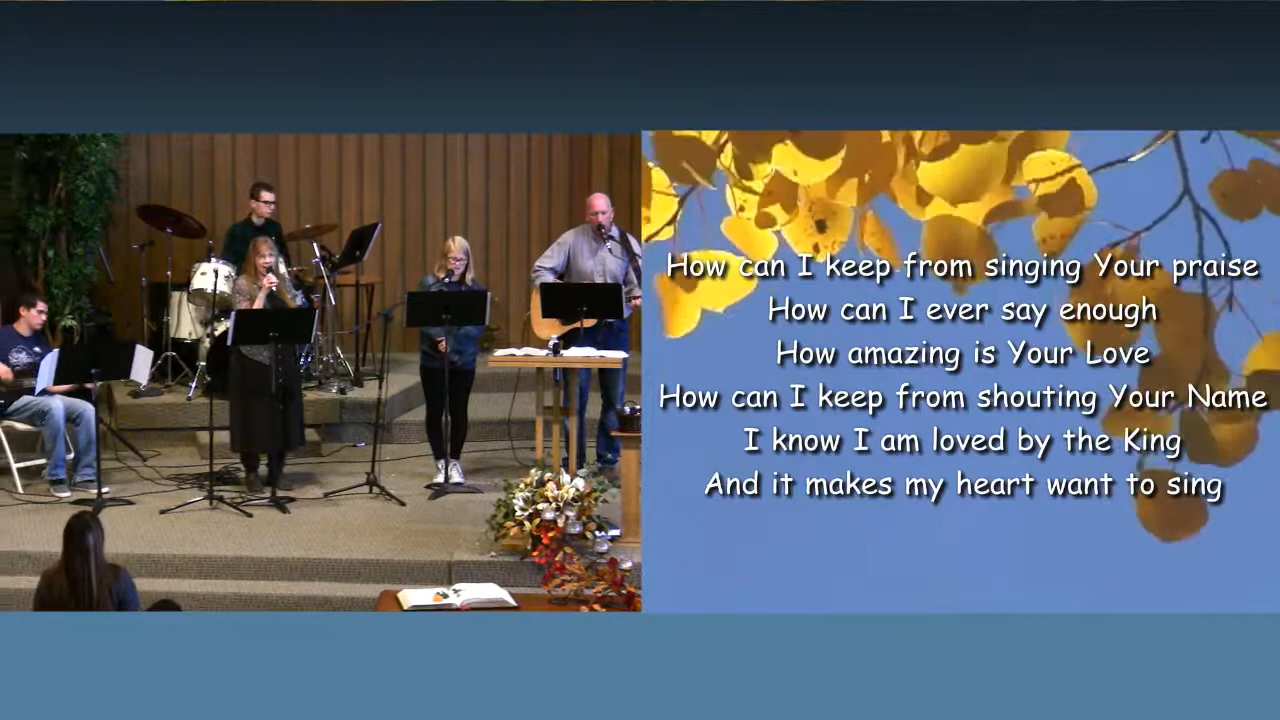 How can I keep from singing Your praise
How can I ever say enough
How amazing is Your Love
How can I keep from shouting Your Name
I know I am loved by the King
And it makes my heart want to sing